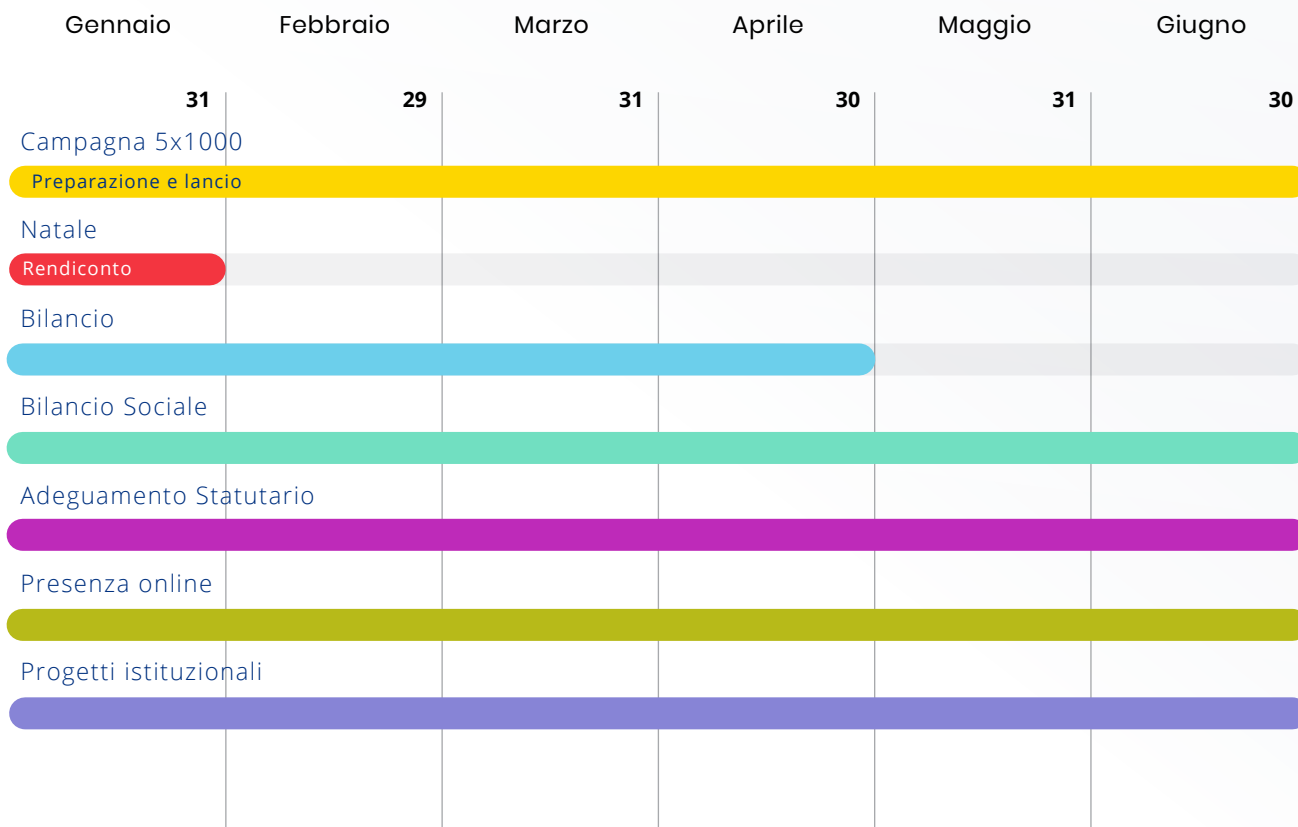 Gennaio Febbraio Marzo Aprile Maggio Giugno
31 29 31 30 31 30
Campagna 5x1000
Preparazione e lancio
Natale
Rendiconto
Bilancio
Bilancio Sociale
Adeguamento Statutario
Presenza online
Progetti istituzionali